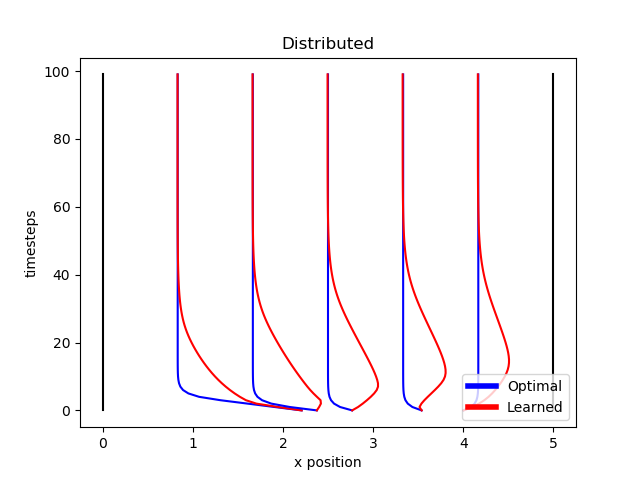 Distributed
100
80
60
40
20
0
timesteps
0 1 2 3 4 5
x position
Optimal
Learned